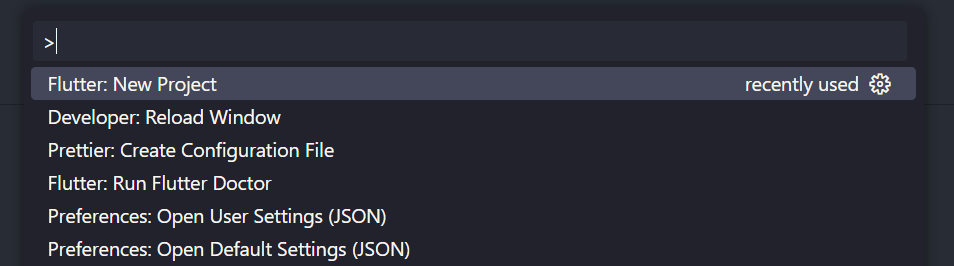 >
Flutter: New Project recently used
Developer: Reload Window
Prettier: Create Configuration File
Flutter: Run Flutter Doctor
Preferences: Open User Settings (JSON)
Preferences: Open Default Settings (JSON)